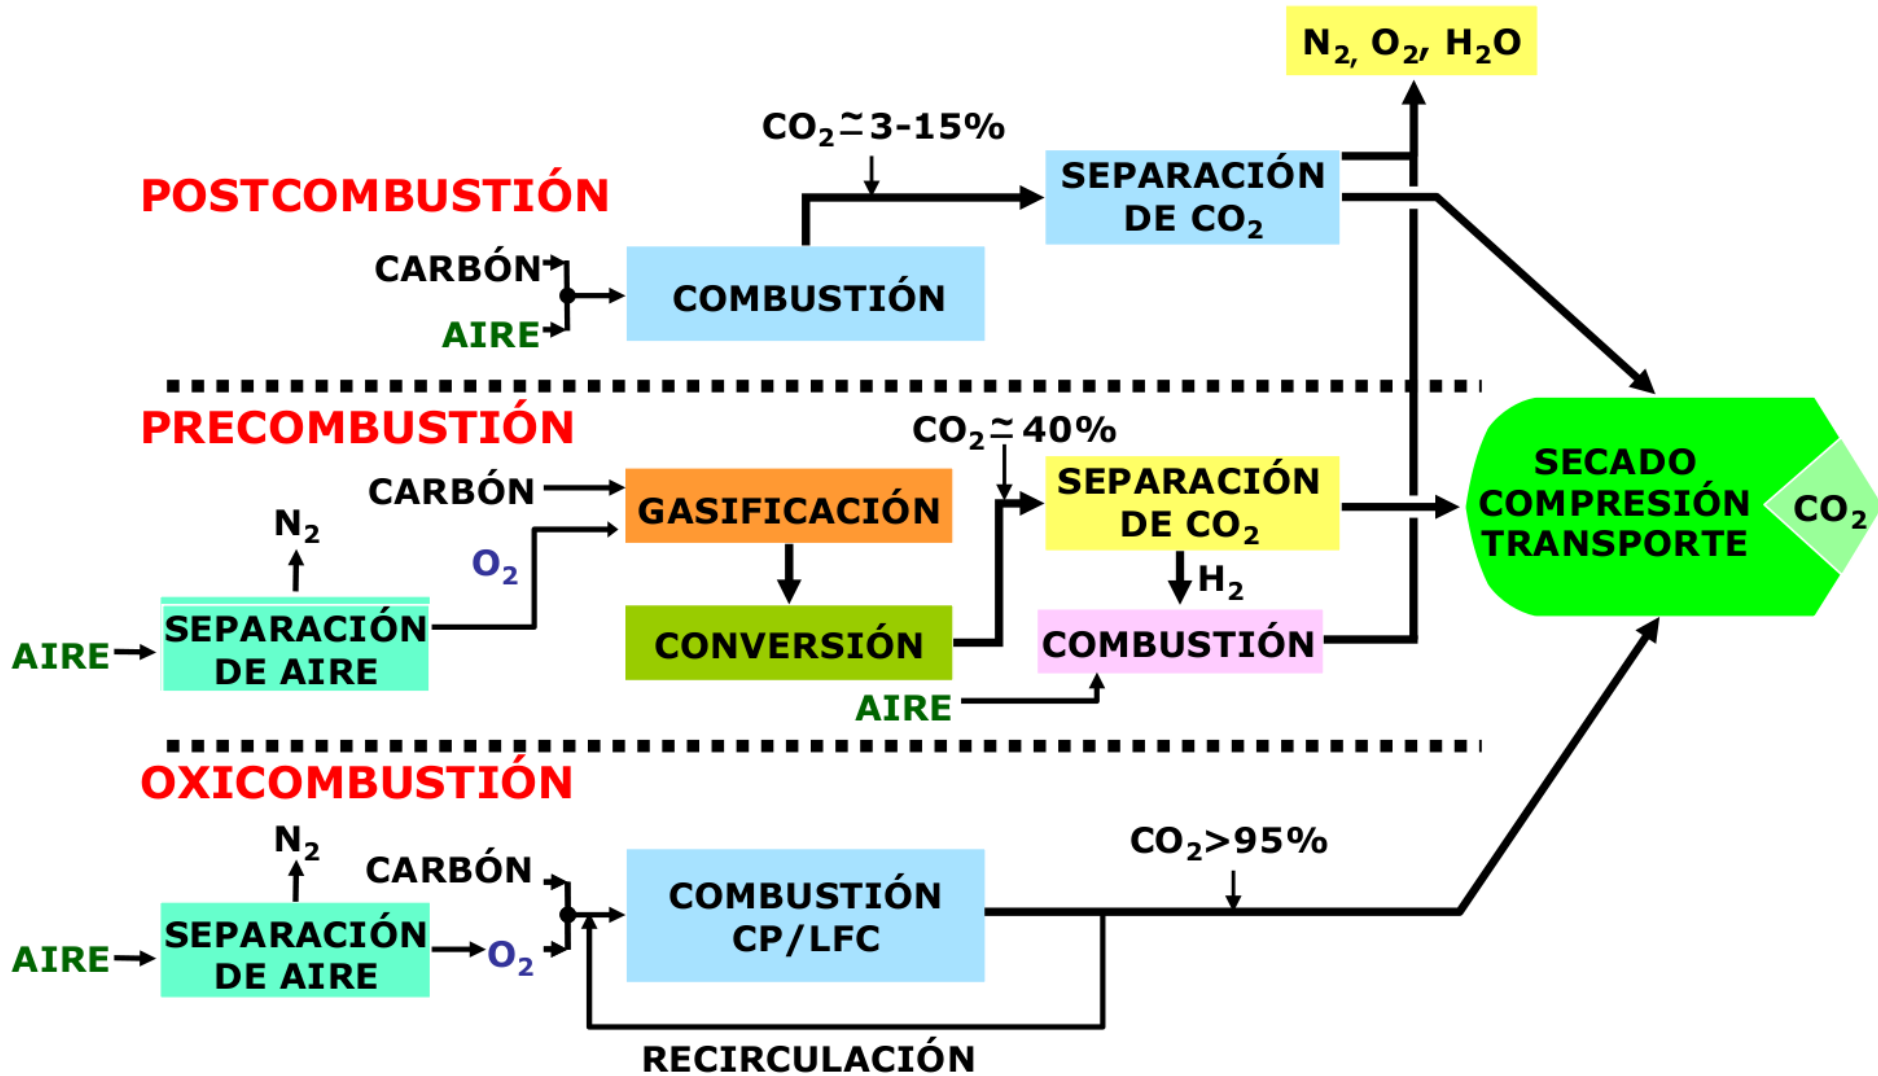 N₂, O₂, H₂O
CO₂≃3-15%
POSTCOMBUSTIÓN
SEPARACIÓN
DE CO₂
CARBÓN
COMBUSTIÓN
AIRE
PRECOMBUSTIÓN
CO₂≃40%
CARBÓN
GASIFICACIÓN
SEPARACIÓN
DE CO₂
SECADO
COMPRESIÓN
TRANSPORTE
CO₂
N₂
O₂
H₂
SEPARACIÓN
DE AIRE
AIRE
CONVERSIÓN
COMBUSTIÓN
AIRE
OXICOMBUSTIÓN
N₂
CARBÓN
CO₂>95%
COMBUSTIÓN
CP/LFC
SEPARACIÓN
DE AIRE
AIRE
O₂
RECIRCULACIÓN